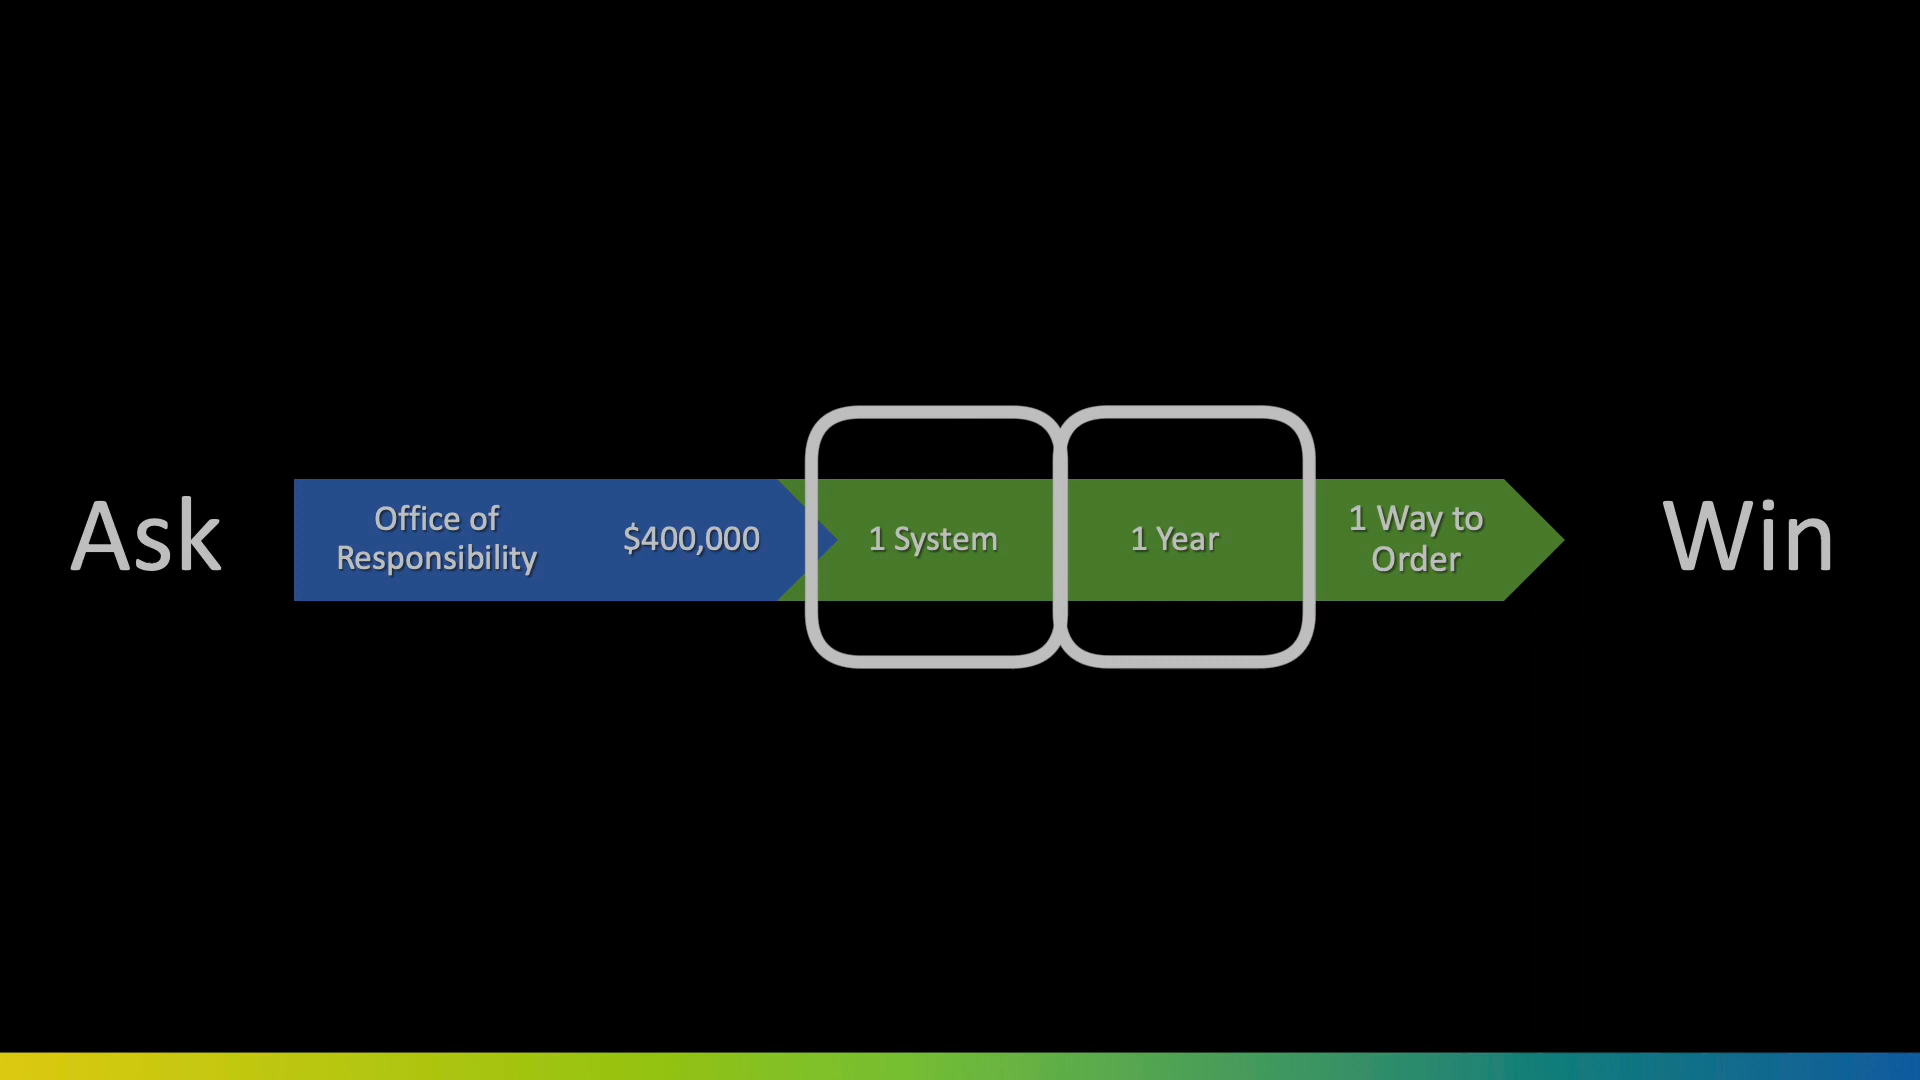 Ask
Office of
Responsibility
$400,000
1 System
1 Year
1 Way to
Order
Win